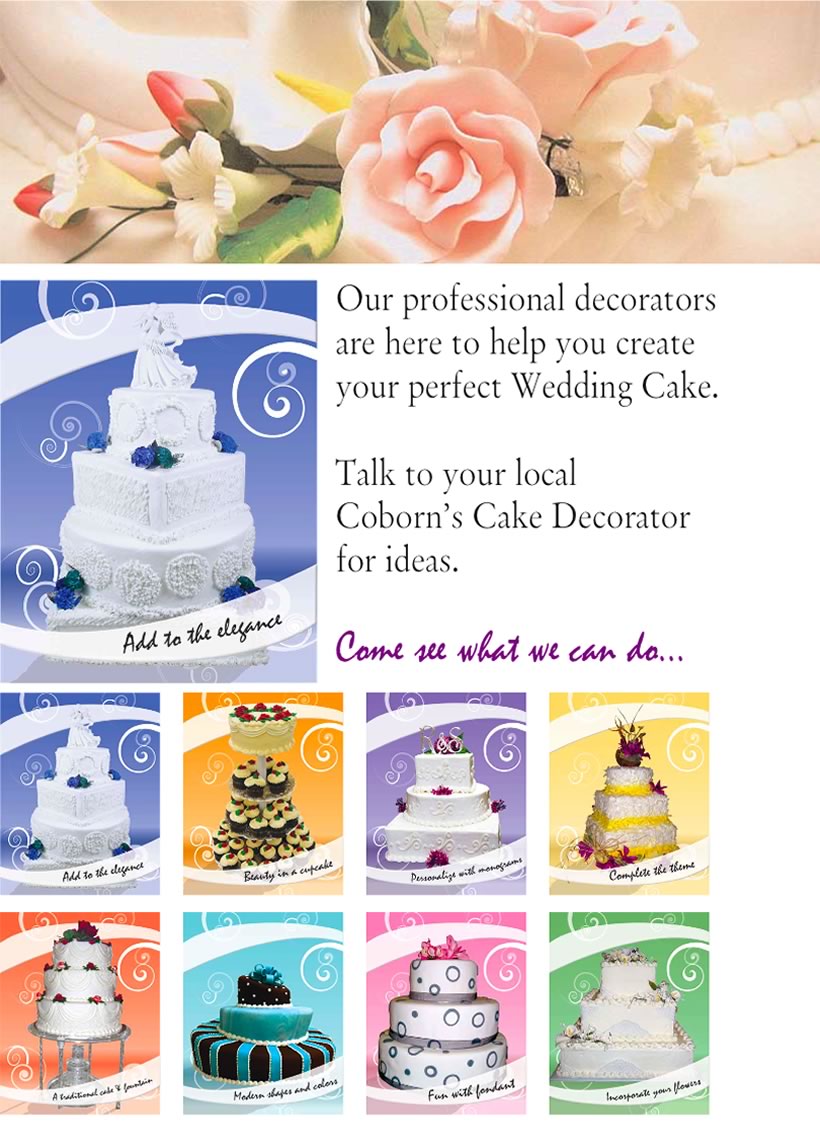 Our professional decorators
are here to help you create
your perfect Wedding Cake.
Talk to your local
Coborn's Cake Decorator
for ideas.
Add to the elegance
Come see what we can do...
Add to the elegance
Beauty in a cupcake
R&S
Personalize with monograms
Complete the theme
A traditional cake & fountain
Modern shapes and colors
Fun with fondant
Incorporate your flowers